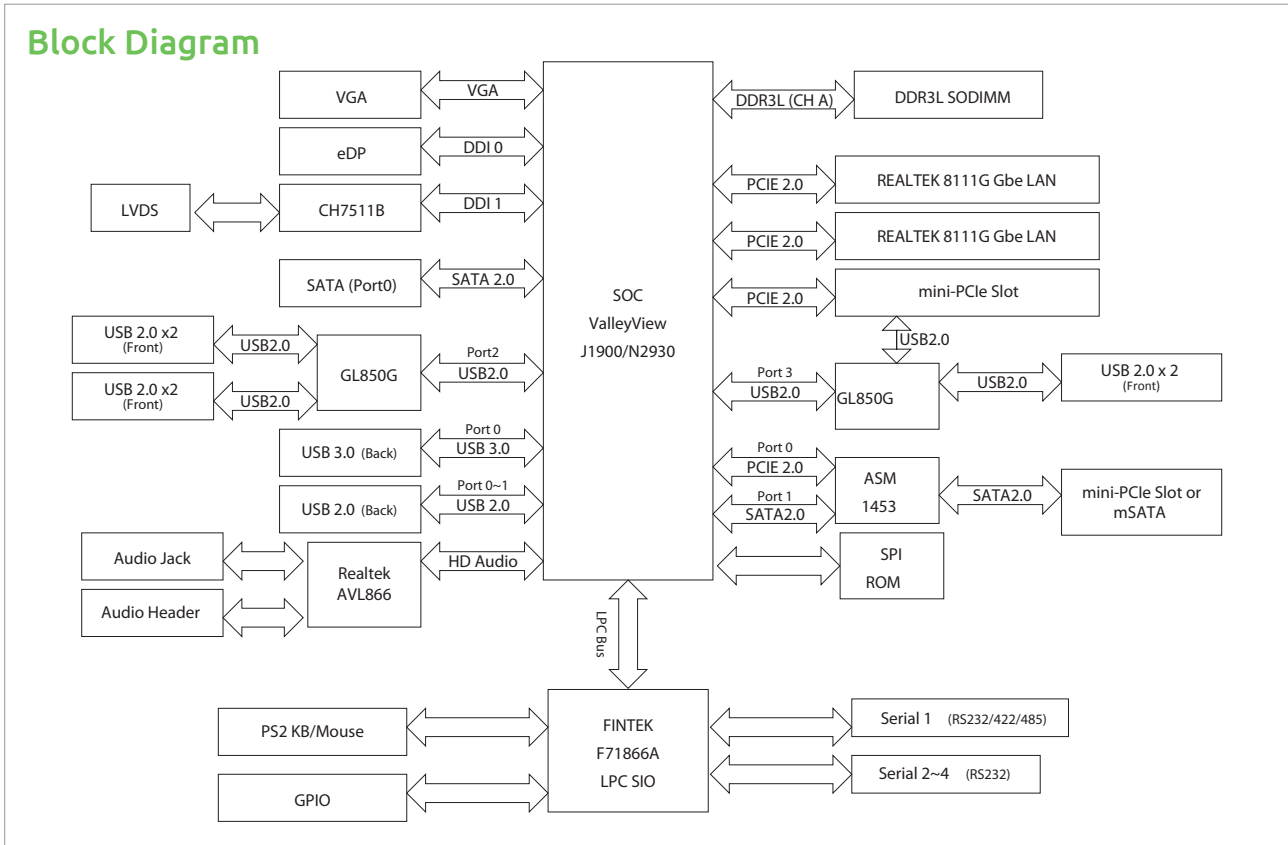 Block Diagram
VGA
VGA
DDR3L (CH A)
DDR3L SODIMM
eDP
DDI 0
LVDS
CH7511B
DDI 1
PCIE 2.0
REALTEK 8111G Gbe LAN
PCIE 2.0
REALTEK 8111G Gbe LAN
SATA (Port0)
SATA 2.0
PCIE 2.0
mini-PCIe Slot
SOC
ValleyView
J1900/N2930
USB 2.0 x2
(Front)
USB2.0
USB 2.0 x2
(Front)
USB2.0
GL850G
Port2
USB2.0
USB2.0
Port 3
USB2.0
GL850G
USB2.0
USB 2.0 x 2
(Front)
USB 3.0 (Back)
Port 0
USB 3.0
USB 2.0 (Back)
Port 0~1
USB 2.0
Port 0
PCIE 2.0
Port 1
SATA2.0
ASM
1453
SATA2.0
mini-PCIe Slot or
mSATA
Audio Jack
Audio Header
Realtek
AVL866
HD Audio
SPI
ROM
LPC Bus
PS2 KB/Mouse
GPIO
FINTEK
F71866A
LPC SIO
Serial 1 (RS232/422/485)
Serial 2~4 (RS232)